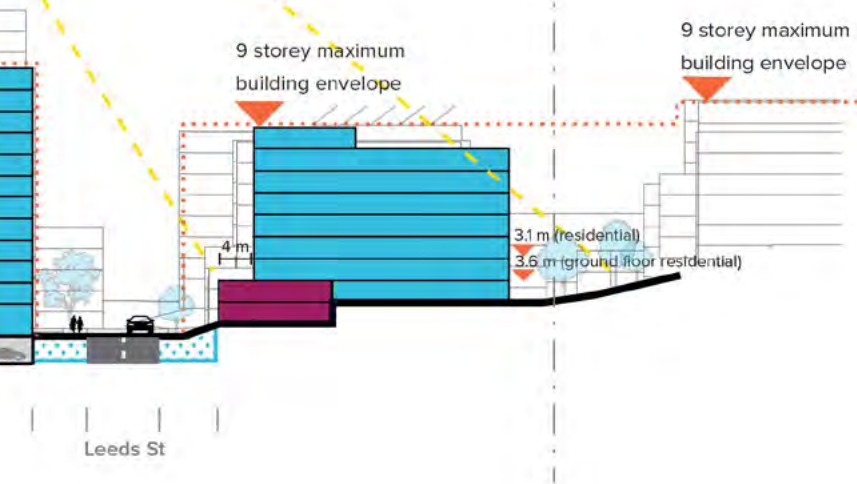 9 storey maximum
building envelope
9 storey maximum
building envelope
4 m
3.1 m (residential)
3.6 m (ground floor residential)
Leeds St